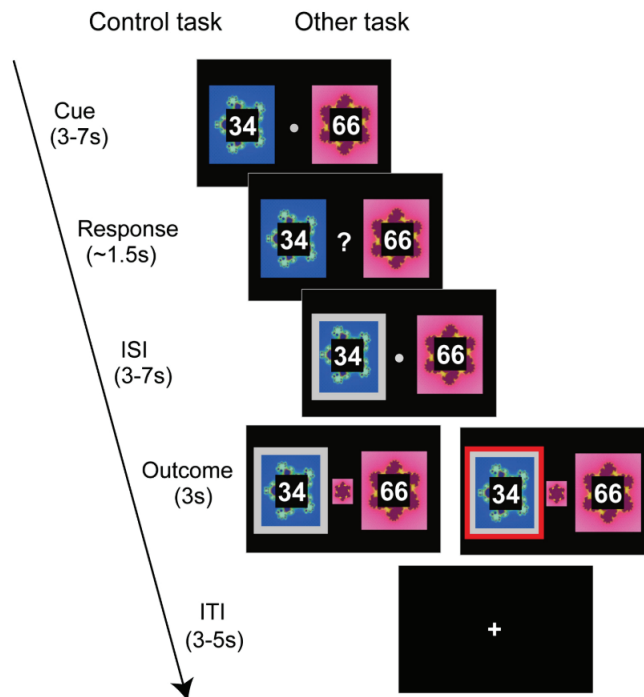 Control task Other task
Cue
(3-7s)
34 66
Response
(~1.5s)
34 ? 66
ISI
(3-7s)
34 66
Outcome
(3s)
34 66
34 66
ITI
(3-5s)
+